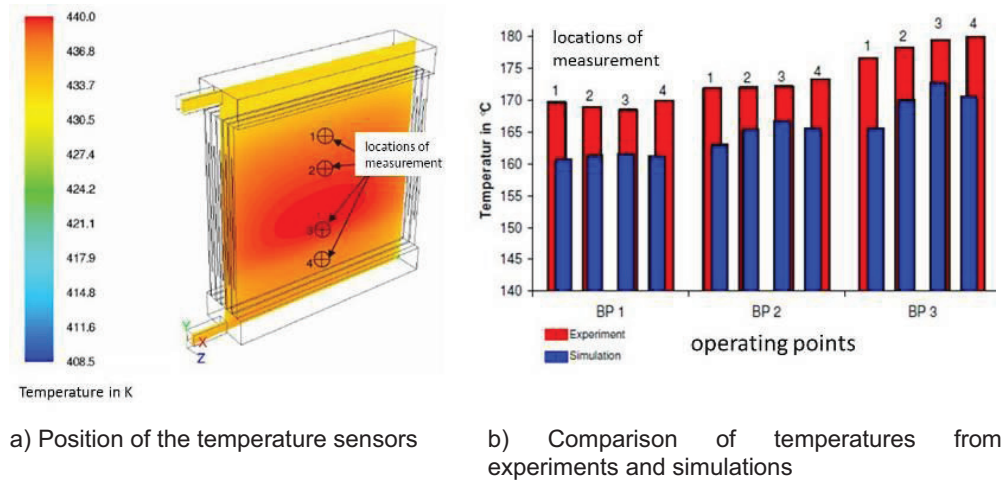 440.0
436.8
433.7
430.5
427.4
424.2
421.1
417.9
414.8
411.6
408.5
Temperature in K
1
2
3
4
locations of
measurement
Y
X
Z
a) Position of the temperature sensors
locations of
measurement
Temperatur in °C
180
175
170
165
160
155
150
145
140
1 2 3 4
1 2 3 4
1 2 3 4
BP 1 BP 2 BP 3
Experiment
Simulation
operating points
b) Comparison of temperatures from
experiments and simulations